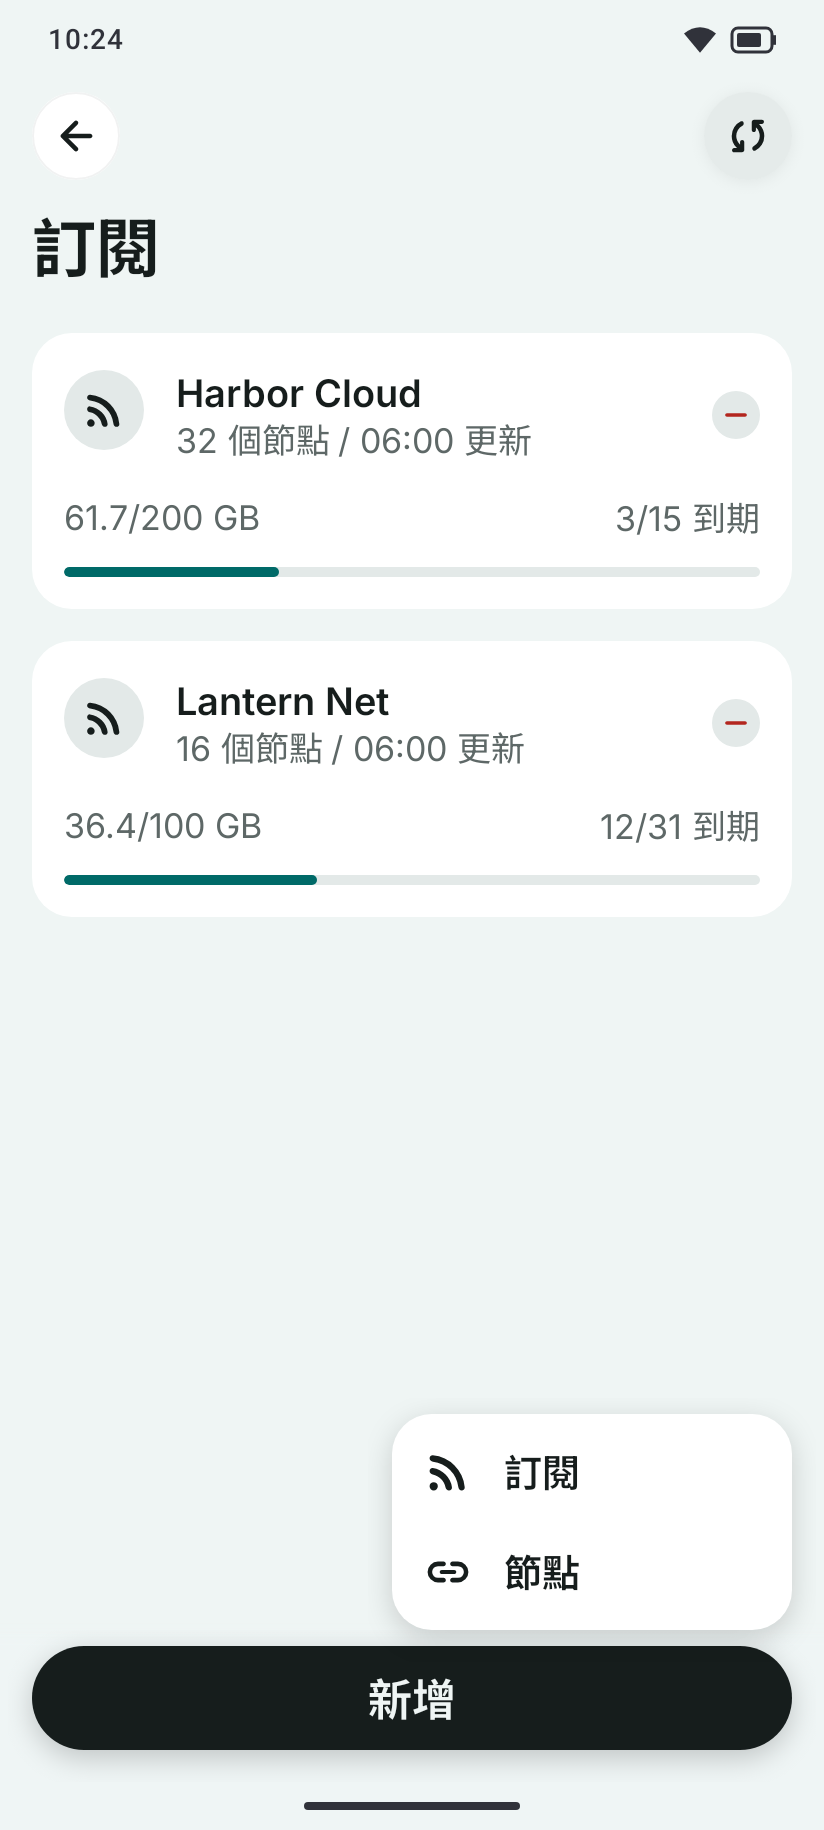 10:24
訂閱
Harbor Cloud
32 個節點 / 06:00 更新
61.7/200 GB
3/15 到期
Lantern Net
16 個節點 / 06:00 更新
36.4/100 GB
12/31 到期
訂閱
節點
新增